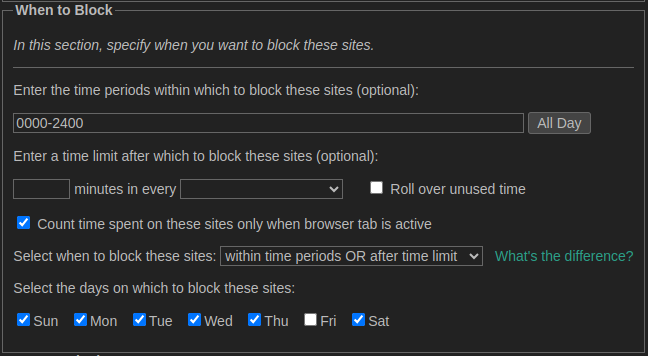 When to Block
In this section, specify when you want to block these sites.
Enter the time periods within which to block these sites (optional):
0000-2400 All Day
Enter a time limit after which to block these sites (optional):
minutes in every Roll over unused time
Count time spent on these sites only when browser tab is active
Select when to block these sites: within time periods OR after time limit What's the difference?
Select the days on which to block these sites:
Sun Mon Tue Wed Thu Fri Sat